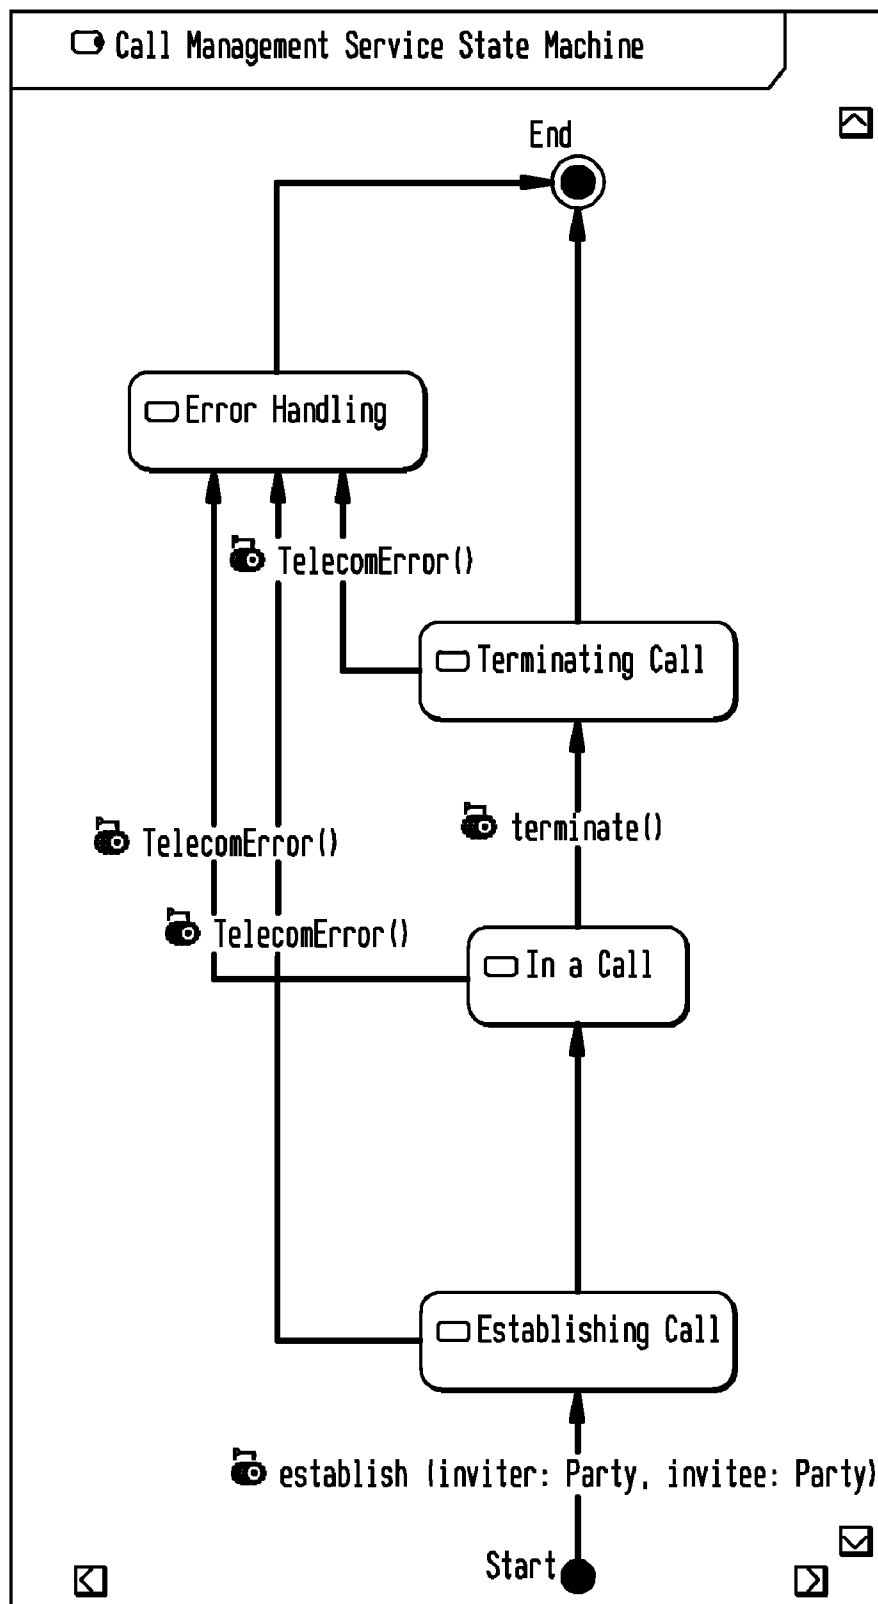 Call Management Service State Machine
End
Error Handling
TelecomError()
Terminating Call
TelecomError()
terminate()
TelecomError()
In a Call
Establishing Call
establish (inviter: Party, invitee: Party)
Start